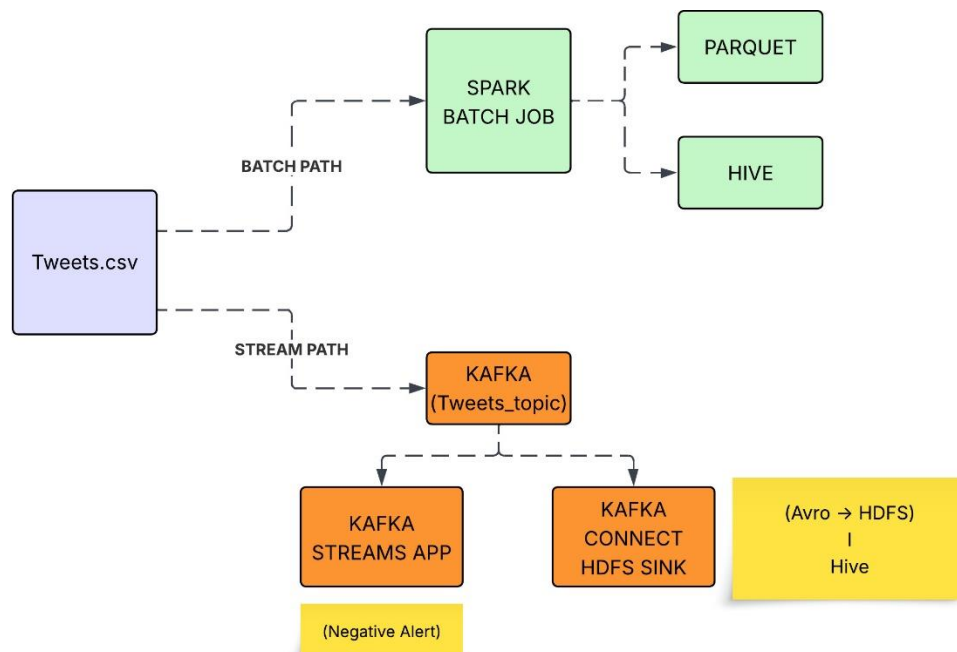 PARQUET
SPARK
BATCH JOB
HIVE
BATCH PATH
Tweets.csv
STREAM PATH
KAFKA
(Tweets_topic)
KAFKA
STREAMS APP
KAFKA
CONNECT
HDFS SINK
(Avro → HDFS)
I
Hive
(Negative Alert)